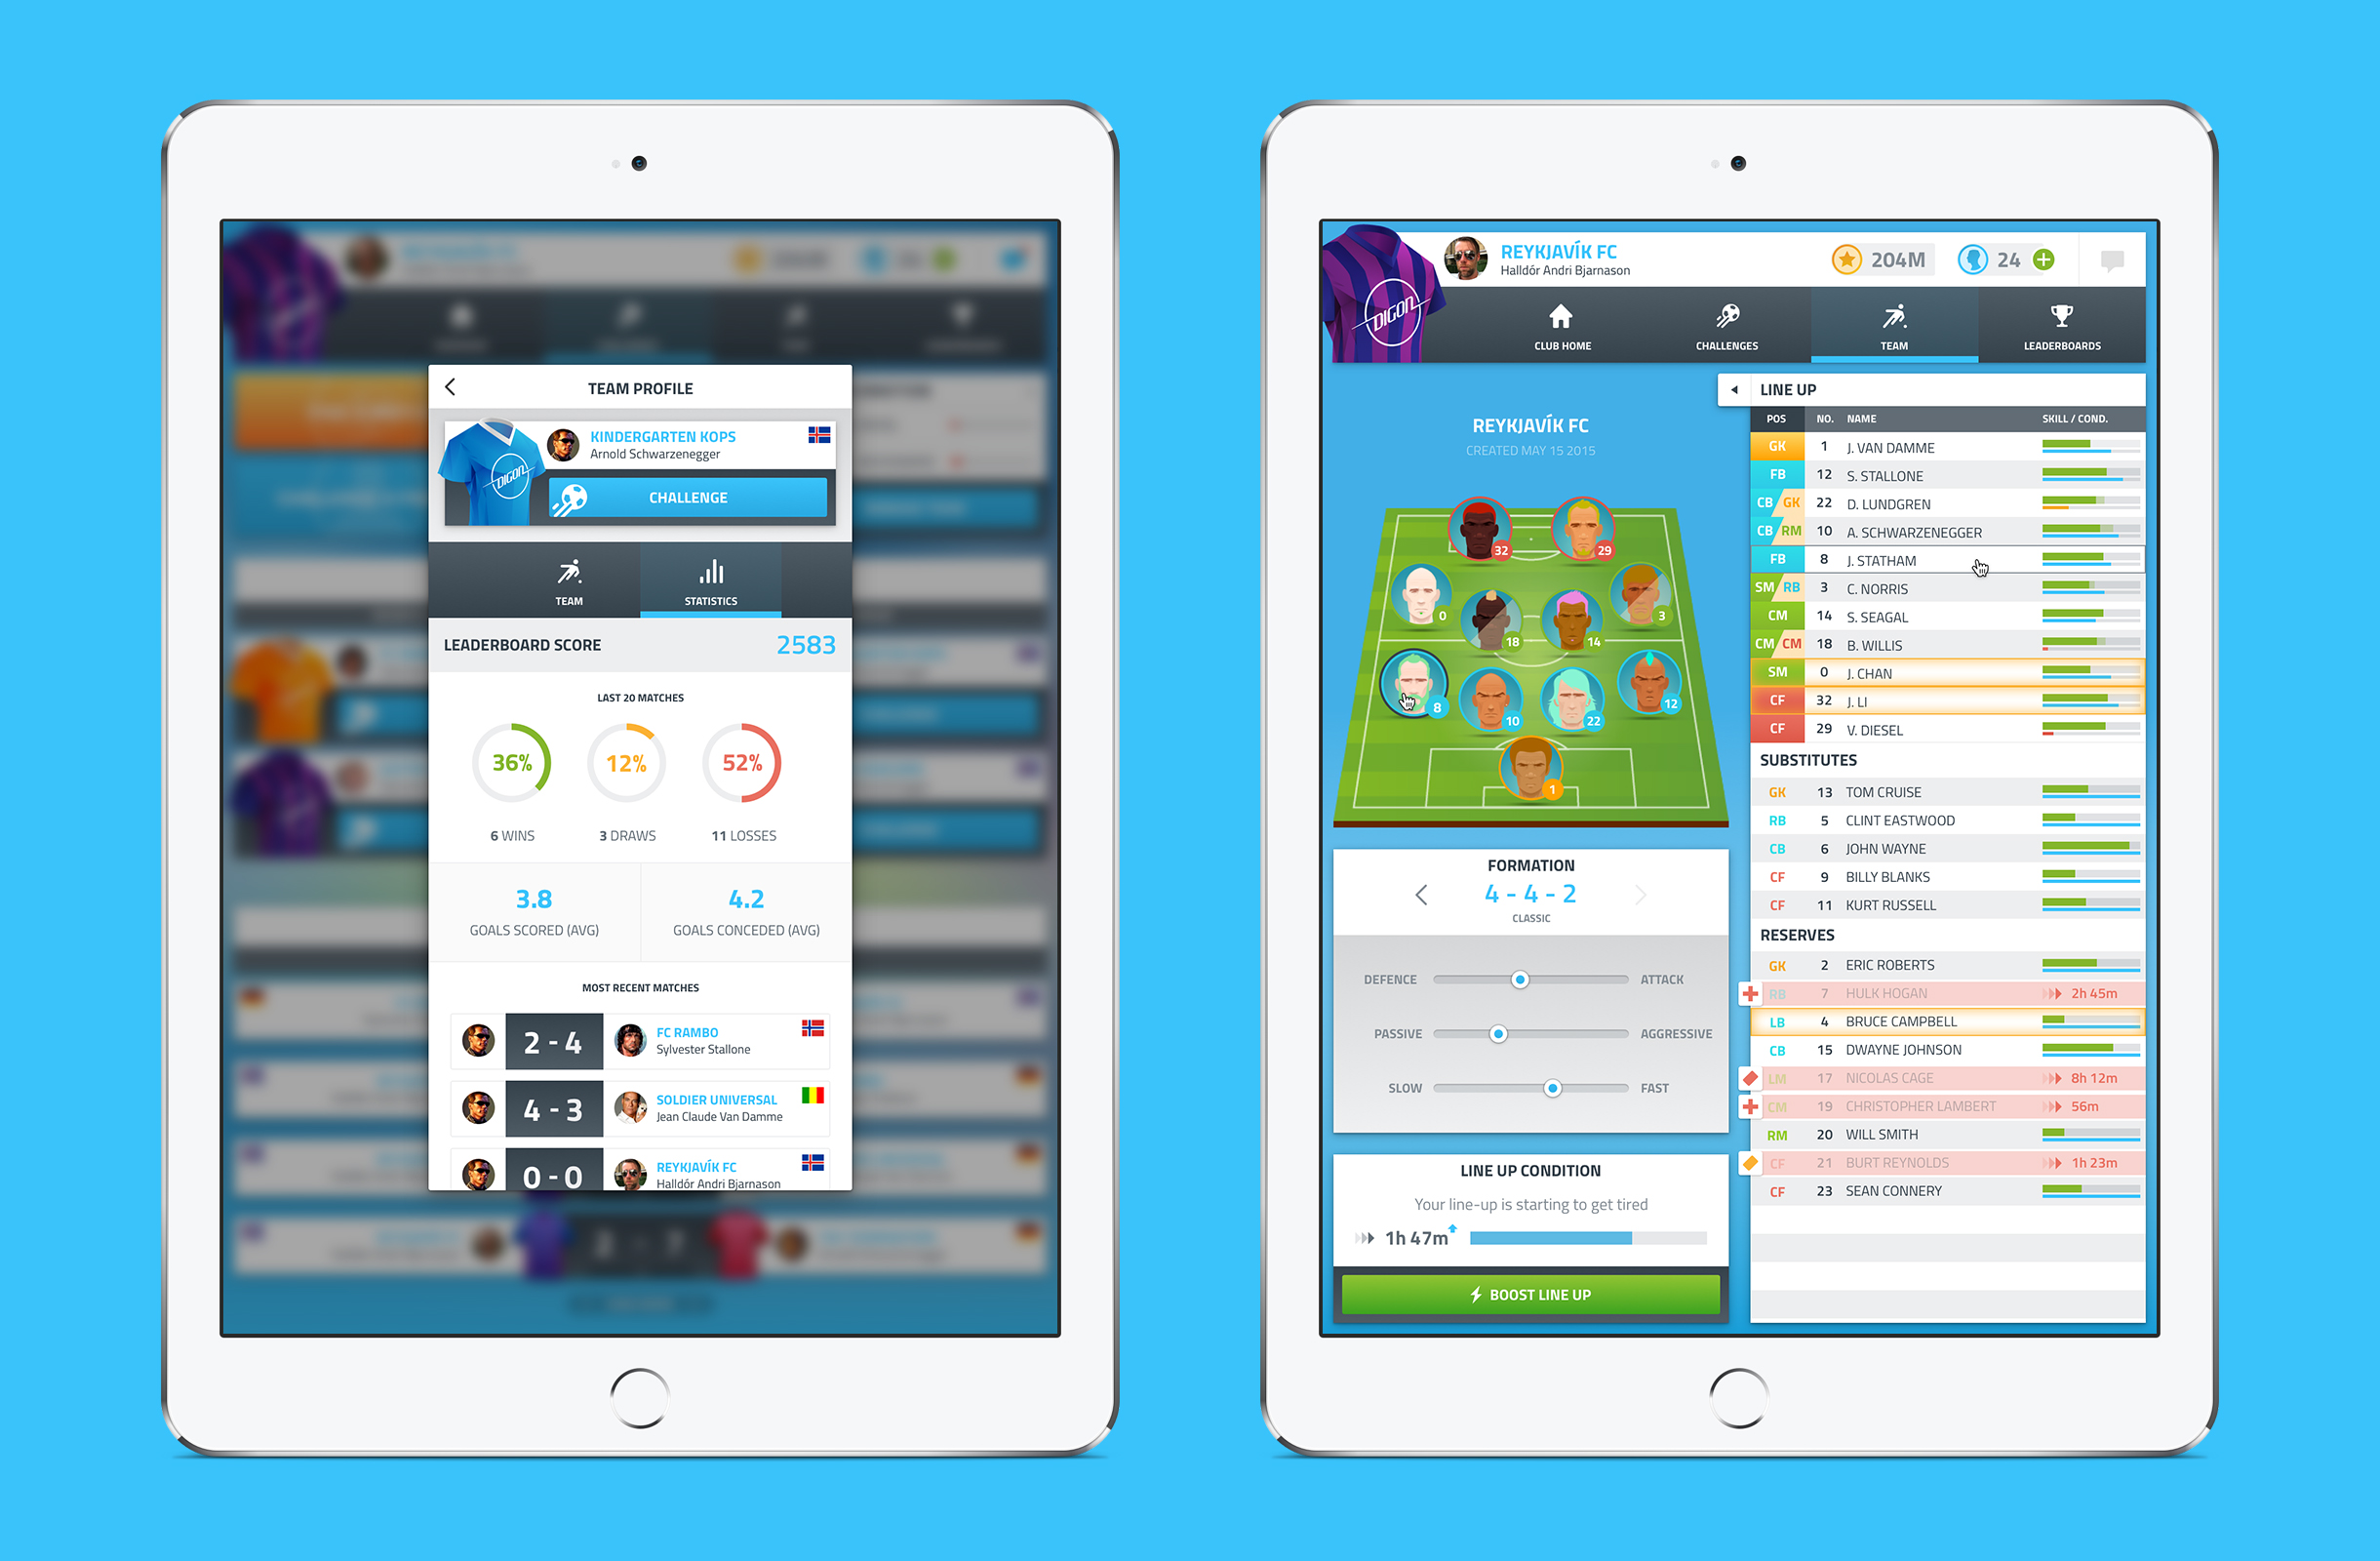 TEAM PROFILE
KINDERGARTEN KOPS
Arnold Schwarzenegger
DIGON
CHALLENGE
TEAM
STATISTICS
LEADERBOARD SCORE 2583
LAST 20 MATCHES
36% 12% 52%
6 WINS 3 DRAWS 11 LOSSES
3.8 4.2
GOALS SCORED (AVG) GOALS CONCEDED (AVG)
MOST RECENT MATCHES
2 - 4 FC RAMBO
Sylvester Stallone
4 - 3 SOLDIER UNIVERSAL
Jean Claude Van Damme
0 - 0 REYKJAVÍK FC
Halldór Andri Bjarnason
2 - 7
REYKJAVÍK FC
Halldór Andri Bjarnason
204M 24
DIGON
CLUB HOME CHALLENGES TEAM LEADERBOARDS
REYKJAVÍK FC
CREATED MAY 15 2015
32 29
0 18 14 3
8 10 22 12
1
FORMATION
4 - 4 - 2
CLASSIC
DEFENCE ATTACK
PASSIVE AGGRESSIVE
SLOW FAST
LINE UP CONDITION
Your line-up is starting to get tired
1h 47m
BOOST LINE UP
LINE UP
POS NO. NAME SKILL / COND.
GK 1 J. VAN DAMME
FB 12 S. STALLONE
CB GK 22 D. LUNDGREN
CB RM 10 A. SCHWARZENEGGER
FB 8 J. STATHAM
SM RB 3 C. NORRIS
CM 14 S. SEAGAL
CM CM 18 B. WILLIS
SM 0 J. CHAN
CF 32 J. LI
CF 29 V. DIESEL
SUBSTITUTES
GK 13 TOM CRUISE
RB 5 CLINT EASTWOOD
CB 6 JOHN WAYNE
CF 9 BILLY BLANKS
CF 11 KURT RUSSELL
RESERVES
GK 2 ERIC ROBERTS
RB 7 HULK HOGAN 2h 45m
LB 4 BRUCE CAMPBELL
CB 15 DWAYNE JOHNSON
LM 17 NICOLAS CAGE 8h 12m
CM 19 CHRISTOPHER LAMBERT 56m
RM 20 WILL SMITH
CF 21 BURT REYNOLDS 1h 23m
CF 23 SEAN CONNERY